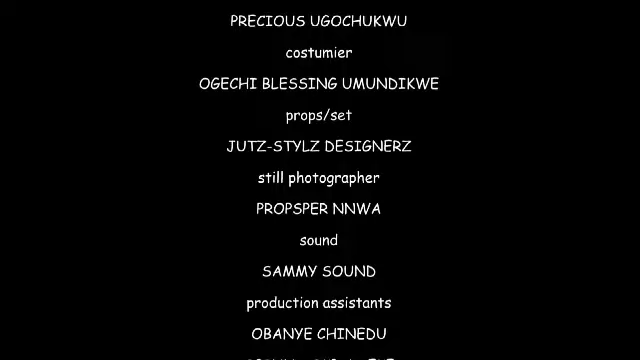 PRECIOUS UGOCHUKWU
costumier
OGECHI BLESSING UMUNDIKWE
props/set
JUTZ-STYLZ DESIGNERZ
still photographer
PROPSPER NNWA
sound
SAMMY SOUND
production assistants
OBANYE CHINEDU